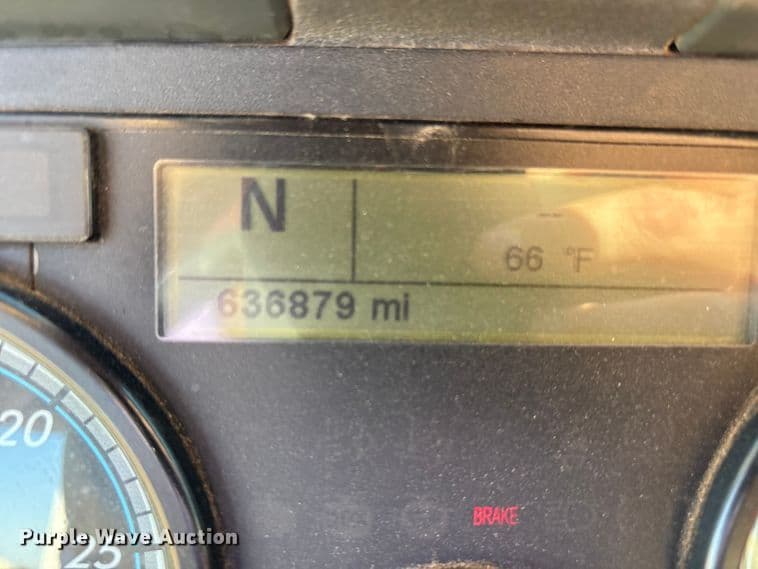 N
--
66 °F
636879 mi
20
25
BRAKE
Purple Wave Auction